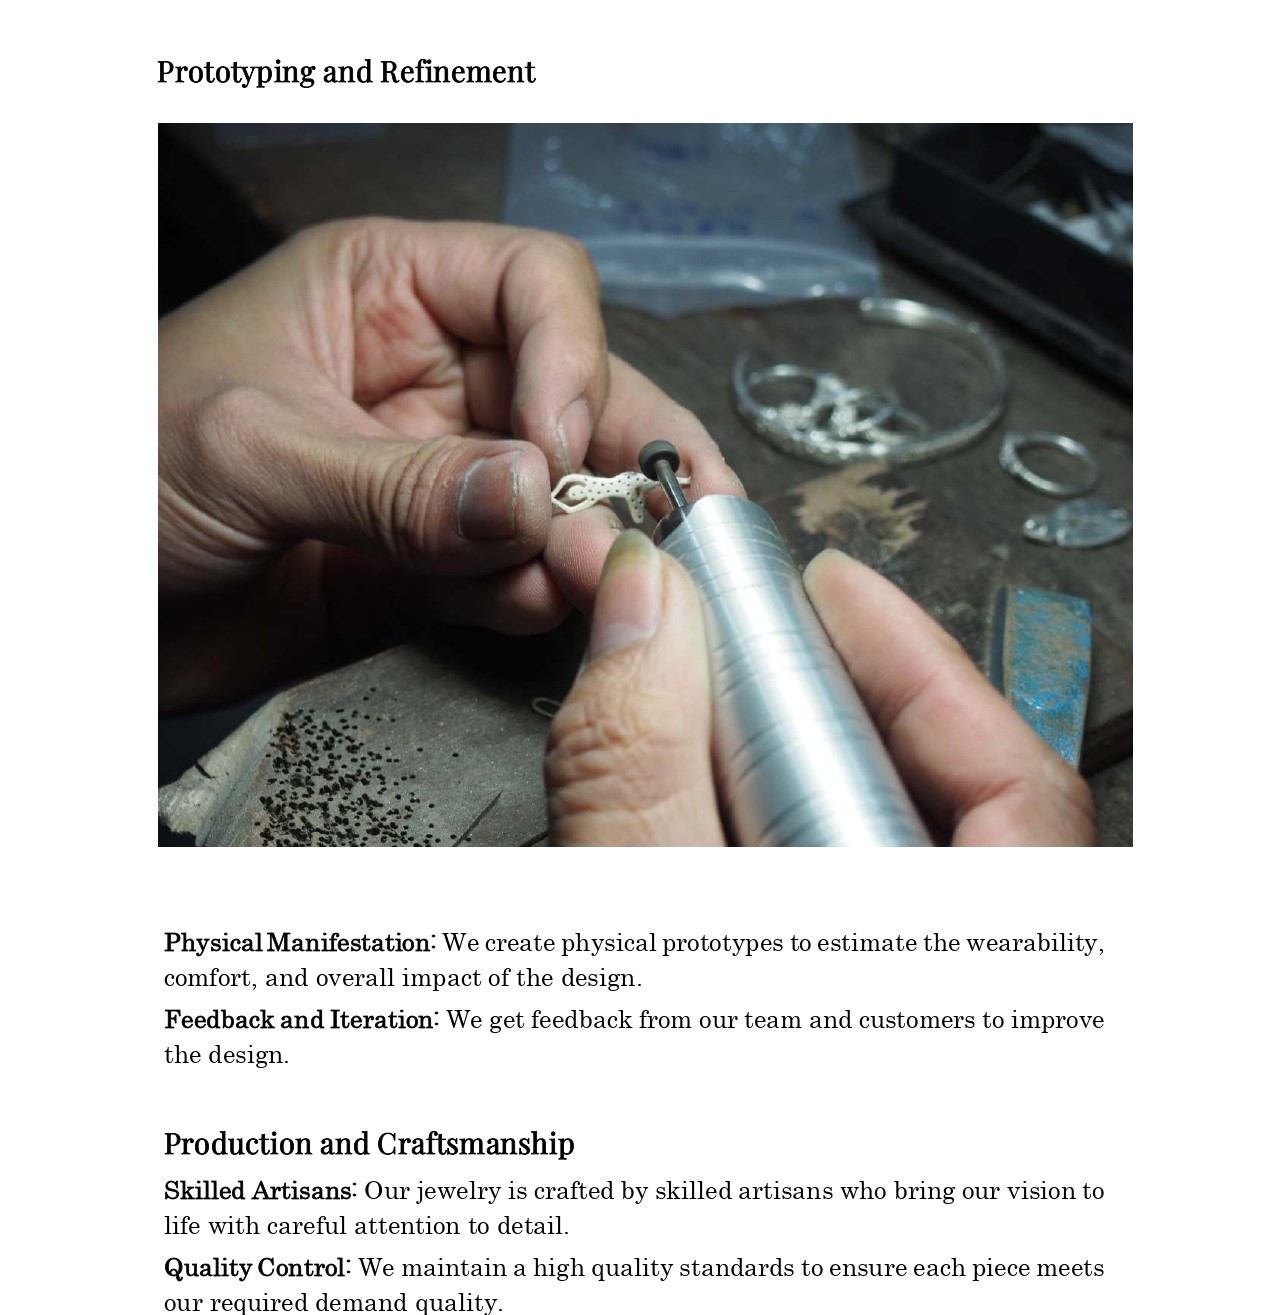 Prototyping and Refinement
Physical Manifestation: We create physical prototypes to estimate the wearability,
comfort, and overall impact of the design.
Feedback and Iteration: We get feedback from our team and customers to improve
the design.
Production and Craftsmanship
Skilled Artisans: Our jewelry is crafted by skilled artisans who bring our vision to
life with careful attention to detail.
Quality Control: We maintain a high quality standards to ensure each piece meets
our required demand quality.